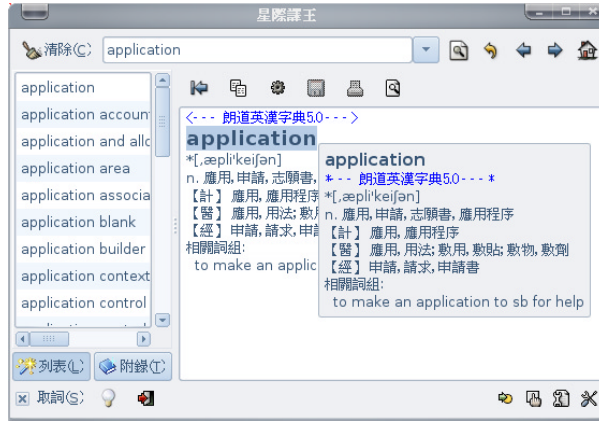 星際譯王
清除(C) application
application
application accoun
application and allc
application area
application associa
application blank
application builder
application context
application control
列表(L) 附錄(I)
取詞(S)
<--- 朗道英漢字典5.0--->
application
*[,æpli'keiʃən]
n. 應用,申請,志願書,
【計】 應用,應用程序
【醫】 應用,用法;敷
【經】 申請,請求,申
相關詞組:
to make an applic
application
*--- 朗道英漢字典5.0---*
*[,æpli'keiʃən]
n. 應用,申請,志願書,應用程序
【計】 應用,應用程序
【醫】 應用,用法;敷用,敷貼;敷物,敷劑
【經】 申請,請求,申請書
相關詞組:
to make an application to sb for help